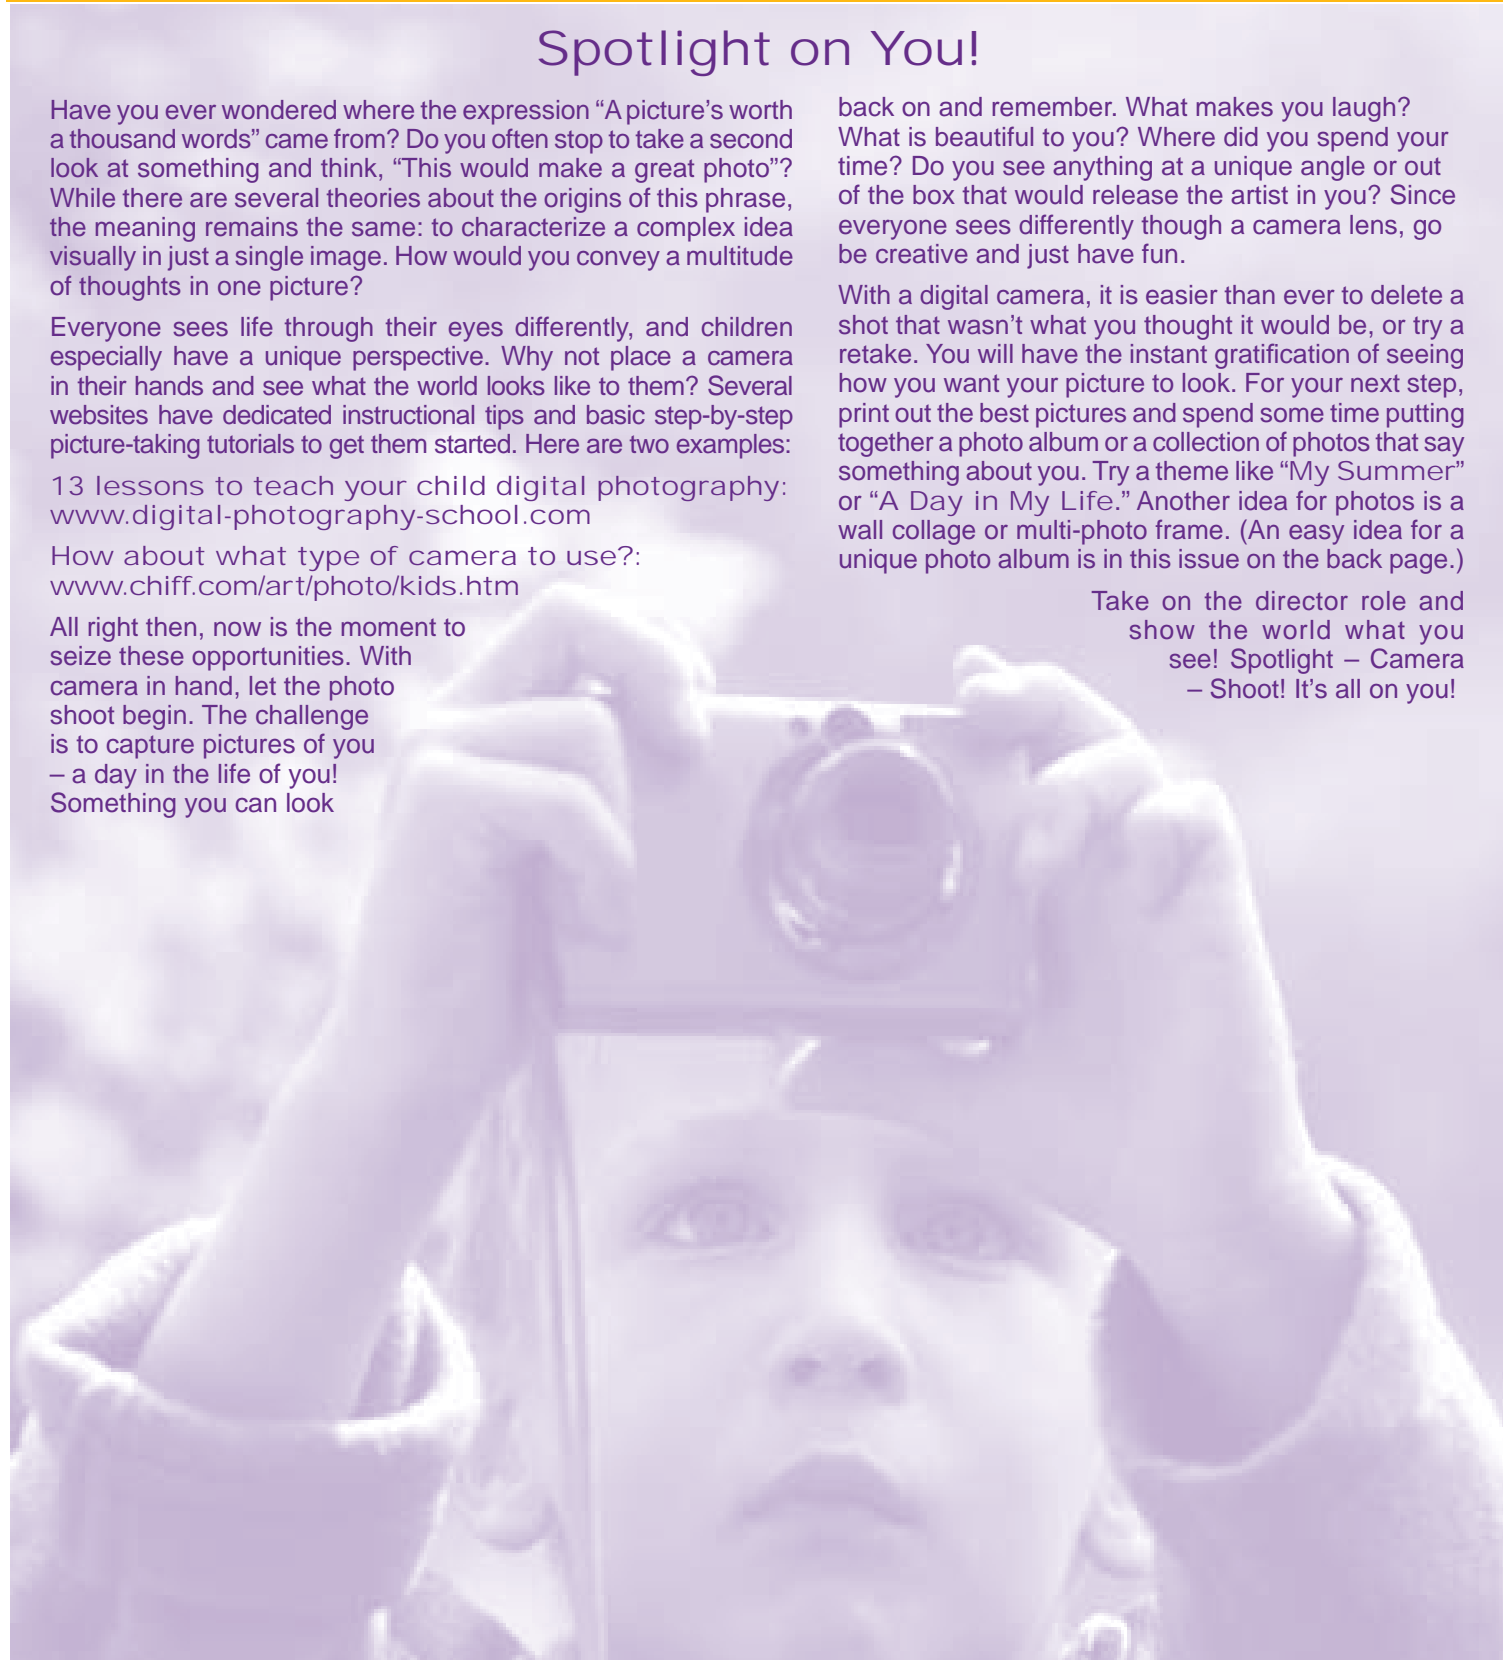 Spotlight on You!
Have you ever wondered where the expression “A picture’s worth
a thousand words” came from? Do you often stop to take a second
look at something and think, “This would make a great photo”?
While there are several theories about the origins of this phrase,
the meaning remains the same: to characterize a complex idea
visually in just a single image. How would you convey a multitude
of thoughts in one picture?
Everyone sees life through their eyes differently, and children
especially have a unique perspective. Why not place a camera
in their hands and see what the world looks like to them? Several
websites have dedicated instructional tips and basic step-by-step
picture-taking tutorials to get them started. Here are two examples:
13 lessons to teach your child digital photography:
www.digital-photography-school.com
How about what type of camera to use?:
www.chiff.com/art/photo/kids.htm
All right then, now is the moment to
seize these opportunities. With
camera in hand, let the photo
shoot begin. The challenge
is to capture pictures of you
– a day in the life of you!
Something you can look
back on and remember. What makes you laugh?
What is beautiful to you? Where did you spend your
time? Do you see anything at a unique angle or out
of the box that would release the artist in you? Since
everyone sees differently though a camera lens, go
be creative and just have fun.
With a digital camera, it is easier than ever to delete a
shot that wasn’t what you thought it would be, or try a
retake. You will have the instant gratification of seeing
how you want your picture to look. For your next step,
print out the best pictures and spend some time putting
together a photo album or a collection of photos that say
something about you. Try a theme like “My Summer”
or “A Day in My Life.” Another idea for photos is a
wall collage or multi-photo frame. (An easy idea for a
unique photo album is in this issue on the back page.)
Take on the director role and
show the world what you
see! Spotlight – Camera
– Shoot! It’s all on you!